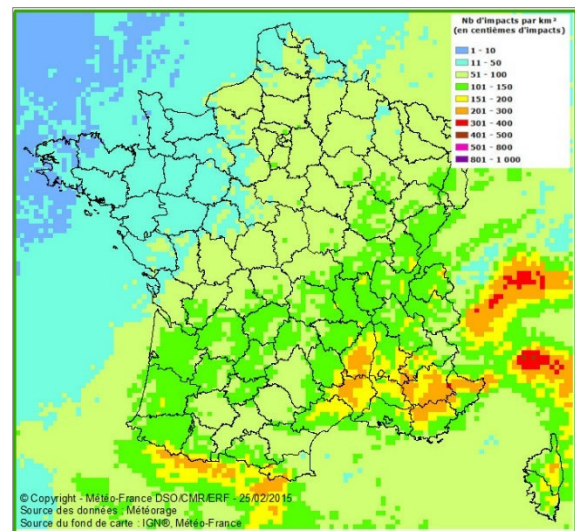 Nb d'impacts par km²
(en centièmes d'impacts)
1 - 10
11 - 50
51 - 100
101 - 150
151 - 200
201 - 300
301 - 400
401 - 500
501 - 800
801 - 1 000
© Copyright - Météo-France DSO/CMR/ERF - 25/02/2015
Source des données : Météorage
Source du fond de carte : IGN®, Météo-France